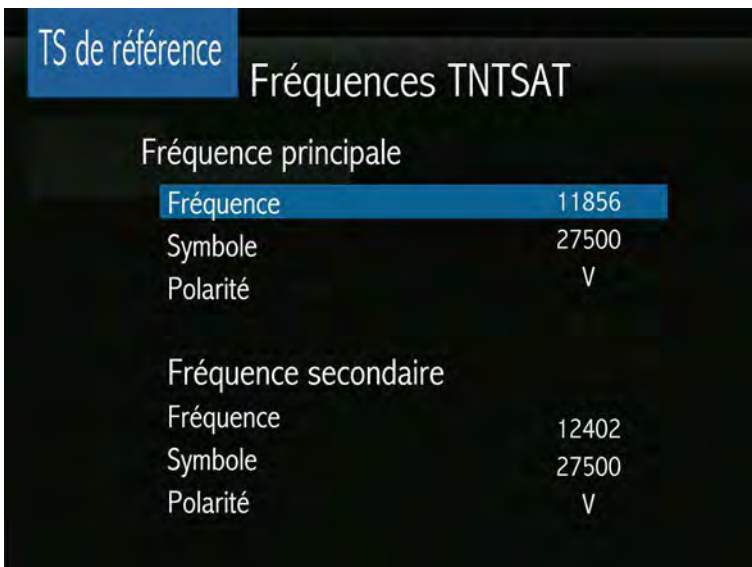 TS de référence
Fréquences TNTSAT
Fréquence principale
Fréquence 11856
Symbole 27500
Polarité V
Fréquence secondaire
Fréquence 12402
Symbole 27500
Polarité V